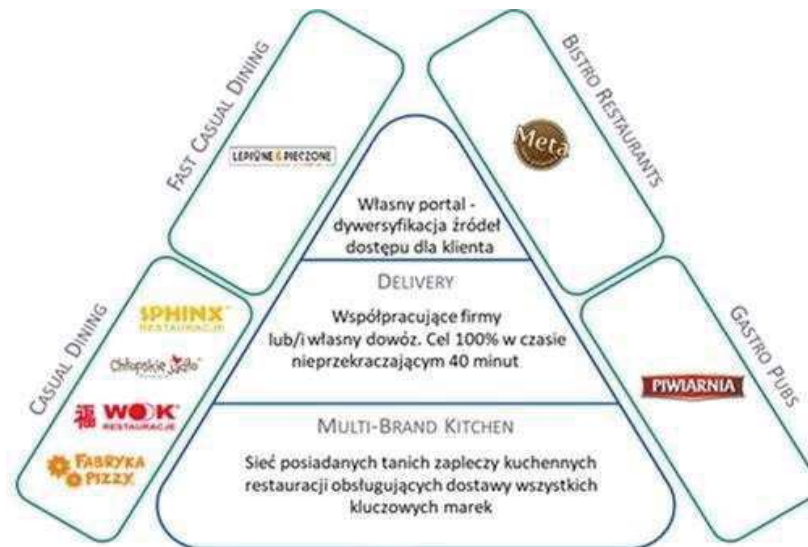 FAST CASUAL DINING
LEPIONE & PIECZONE
BISTRO RESTAURANTS
Meta
CASUAL DINING
SPHINX
RESTAURACJE
Chłopskie Jadło
WOOK
RESTAURACJE
FABRYKA
PIZZY
GASTRO PUBS
PIWIARNIA
Własny portal -
dywersyfikacja źródeł
dostępu dla klienta
DELIVERY
Współpracujące firmy
lub/i własny dowóz. Cel 100% w czasie
nieprzekraczającym 40 minut
MULTI-BRAND KITCHEN
Sieć posiadanych tanich zapleczy kuchennych
restauracji obsługujących dostawy wszystkich
kluczowych marek